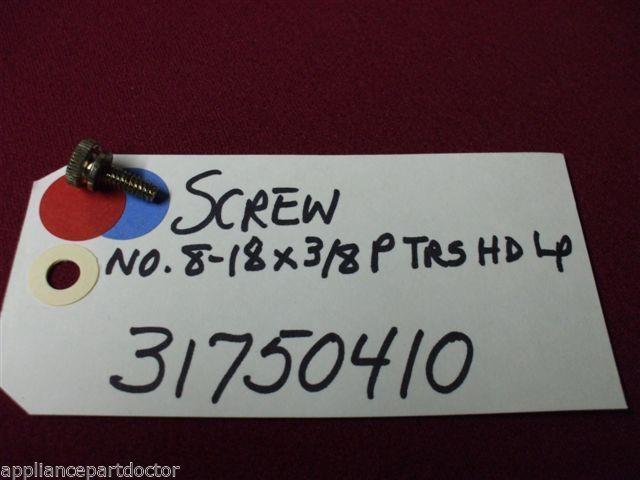 SCREW
NO. 8-18 x 3/8 P TRS HD LP
31750410
appliancepartdoctor